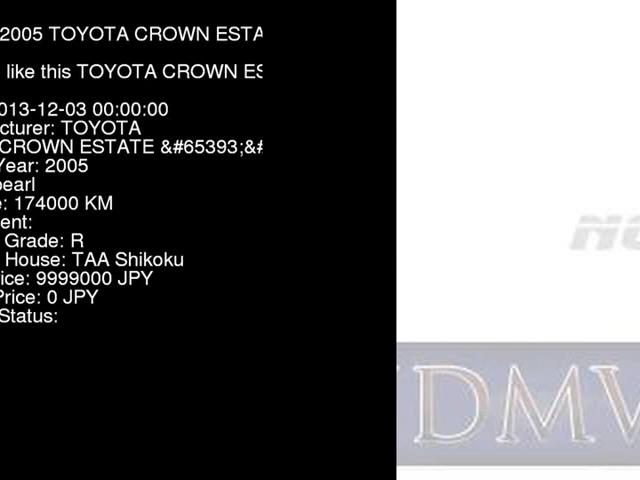 2005 TOYOTA CROWN ESTA
like this TOYOTA CROWN ES
013-12-03 00:00:00
cturer: TOYOTA
CROWN ESTATE &#65393;&#
Year: 2005
pearl
e: 174000 KM
ent:
Grade: R
House: TAA Shikoku
ice: 9999000 JPY
Price: 0 JPY
Status:
NO
DMV